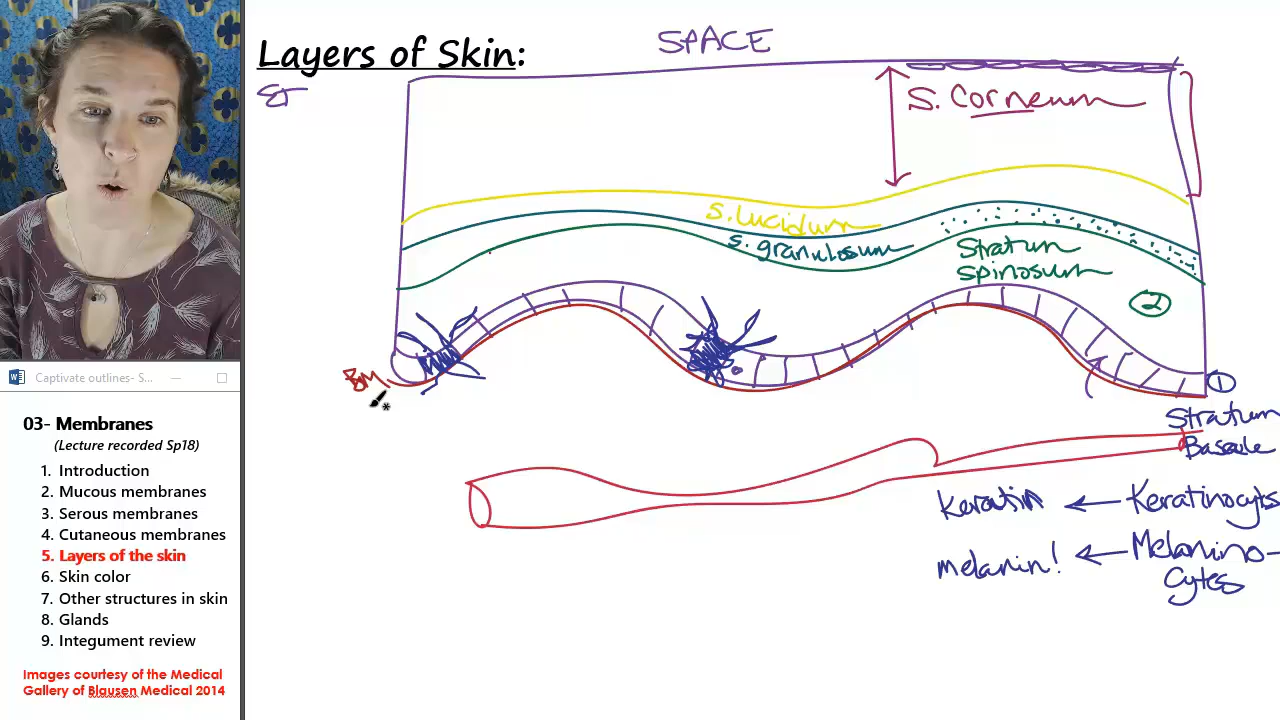 Layers of Skin:
SPACE
S. Corneum
S. Lucidum
S. granulosum
Stratum
spinosum
2
BM
1
Stratum
Basale
Keratin ← Keratinocyts
melanin! ← Melanino-
cytes
Captivate outlines- S...
03- Membranes
(Lecture recorded Sp18)
1. Introduction
2. Mucous membranes
3. Serous membranes
4. Cutaneous membranes
5. Layers of the skin
6. Skin color
7. Other structures in skin
8. Glands
9. Integument review
Images courtesy of the Medical
Gallery of Blausen Medical 2014